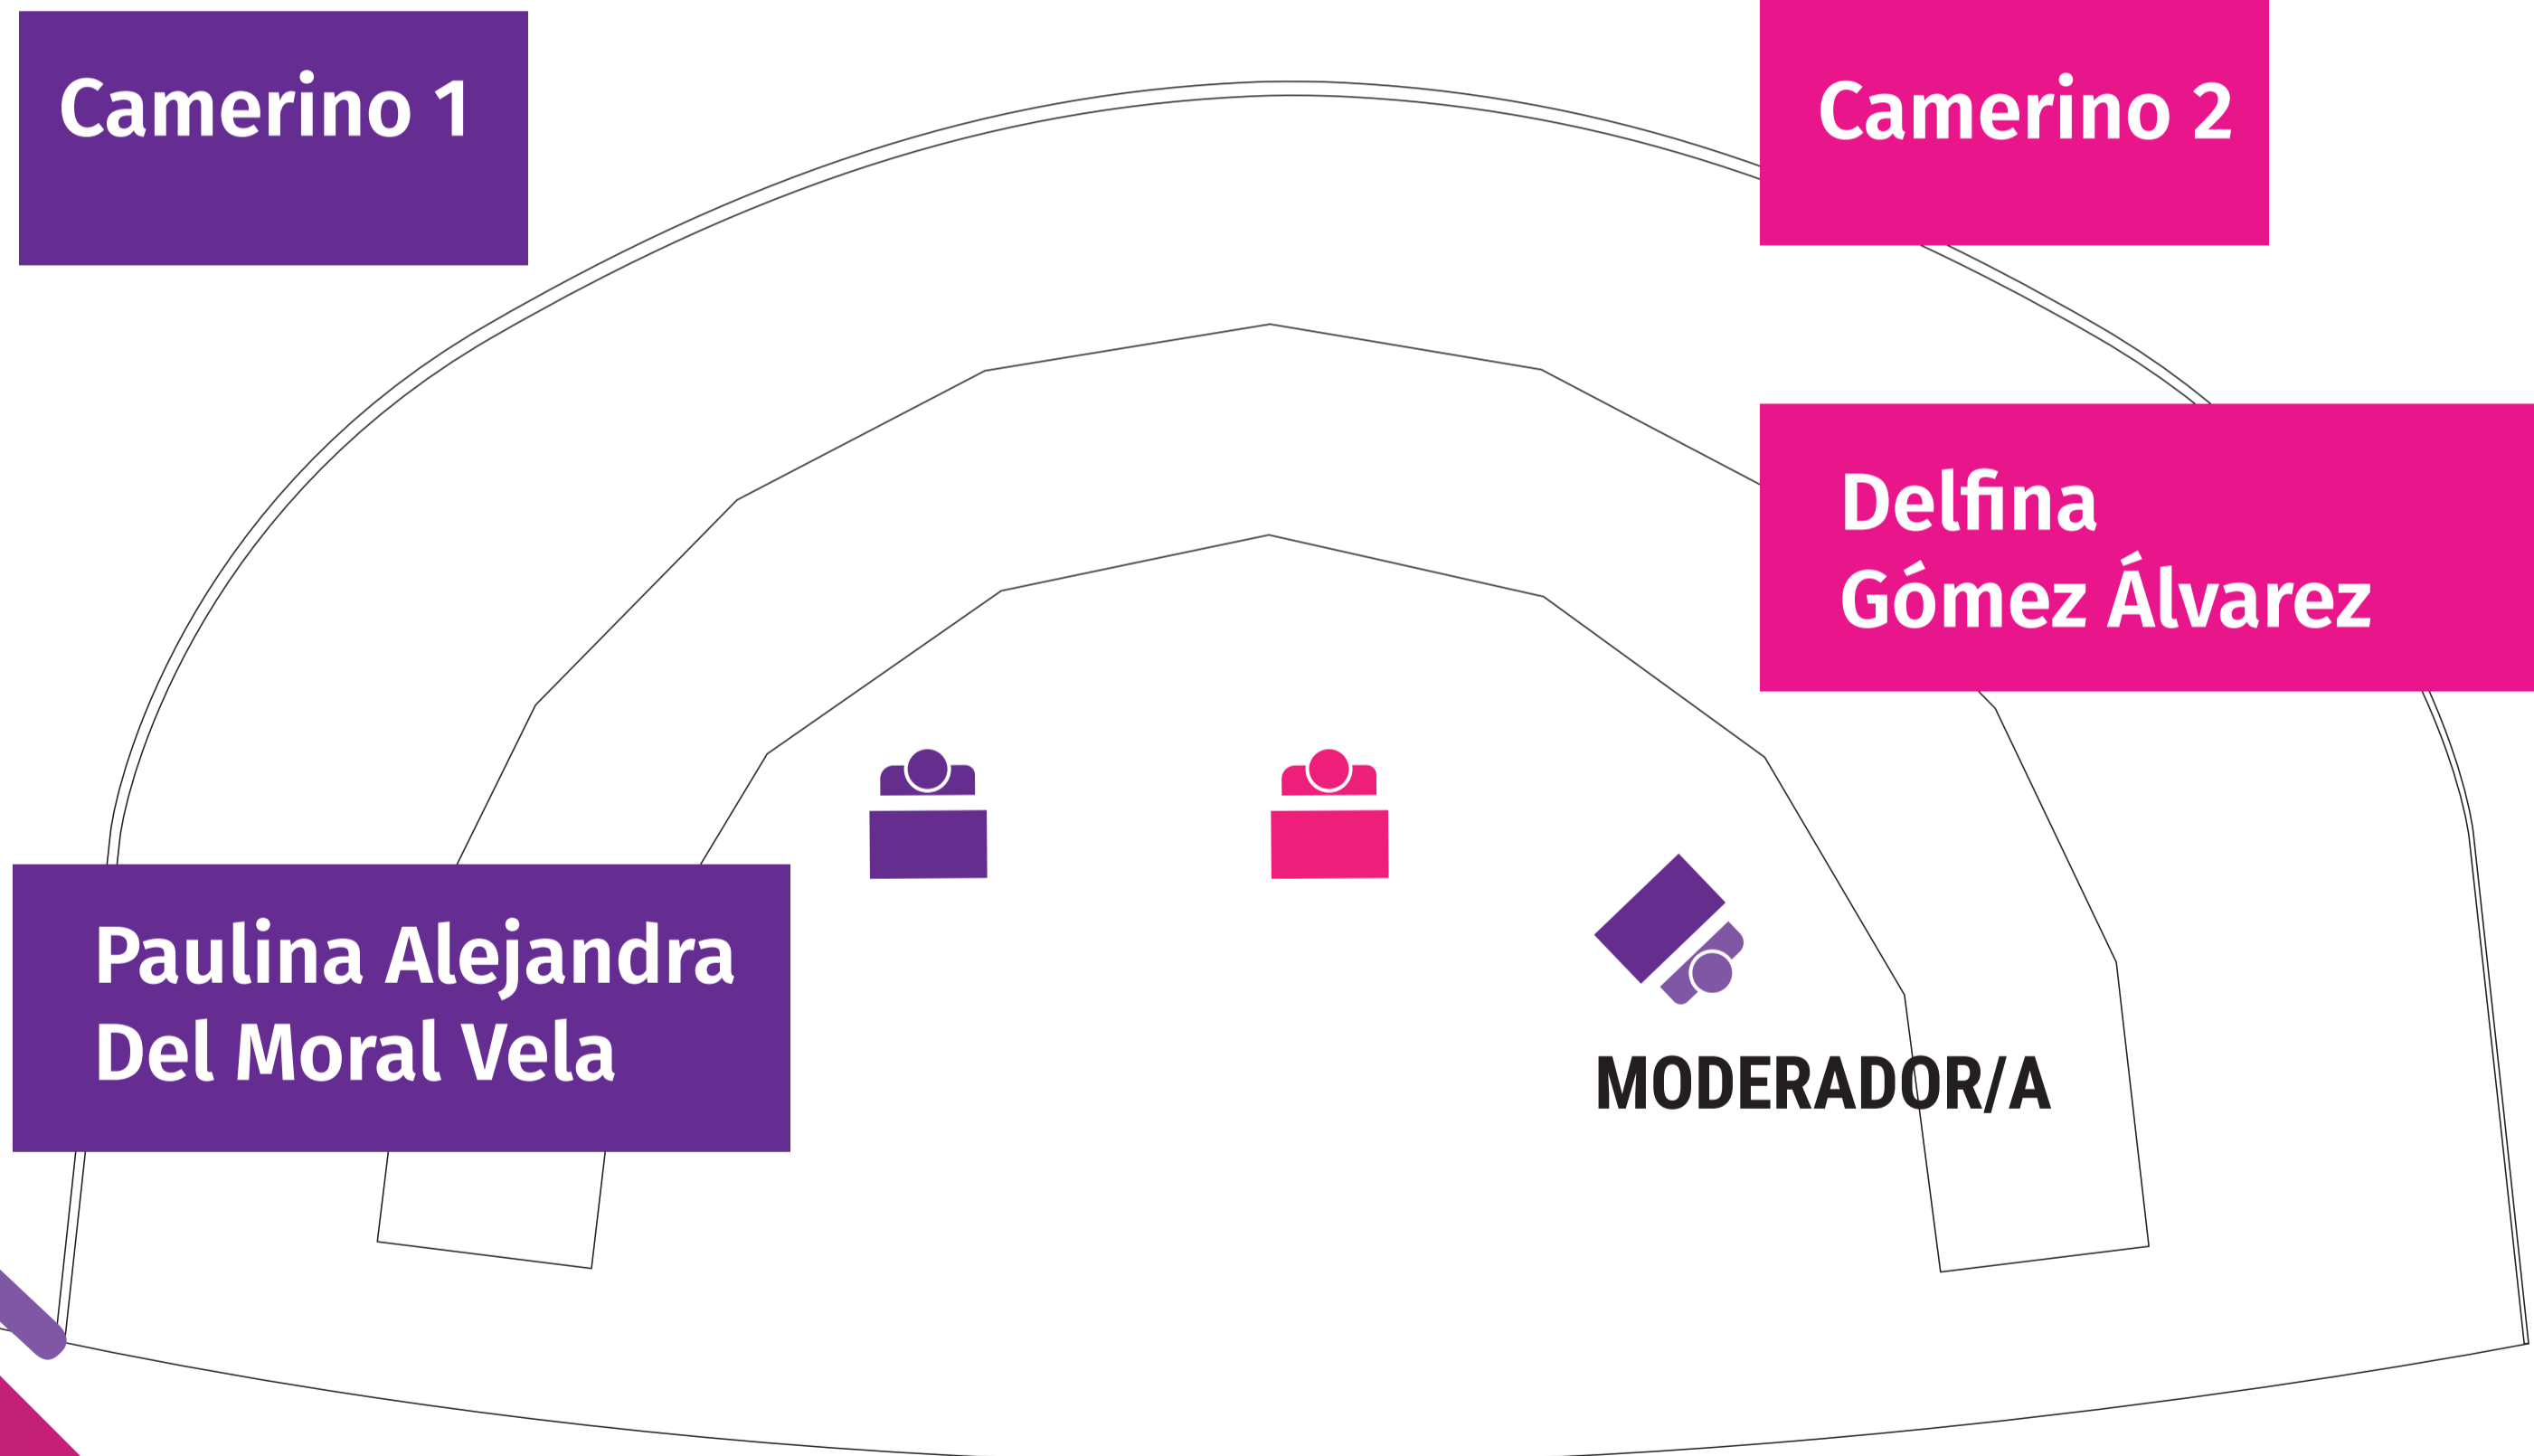 Camerino 1
Camerino 2
Delfina
Gómez Álvarez
Paulina Alejandra
Del Moral Vela
MODERADOR/A